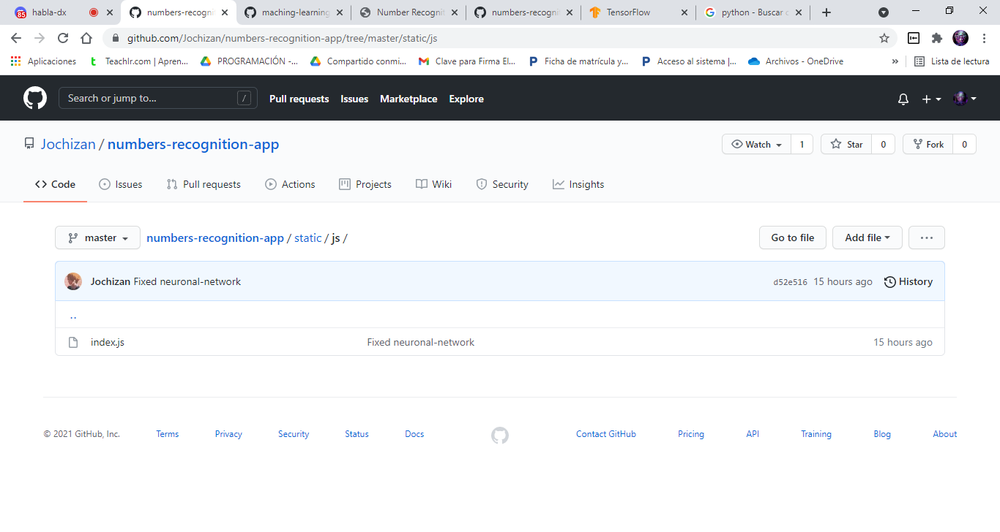 85 habla-dx numbers-recogniti maching-learning Number Recognit numbers-recogniti TensorFlow python - Buscar c
github.com/Jochizan/numbers-recognition-app/tree/master/static/js
Aplicaciones Teachlr.com | Apren... PROGRAMACIÓN -... Compartido conmi... Clave para Firma El... Ficha de matrícula y... Acceso al sistema |... Archivos - OneDrive » Lista de lectura
Search or jump to... / Pull requests Issues Marketplace Explore
Jochizan / numbers-recognition-app Watch 1 Star 0 Fork 0
Code Issues Pull requests Actions Projects Wiki Security Insights
master numbers-recognition-app / static / js / Go to file Add file ...
Jochizan Fixed neuronal-network d52e516 15 hours ago History
..
index.js Fixed neuronal-network 15 hours ago
© 2021 GitHub, Inc. Terms Privacy Security Status Docs Contact GitHub Pricing API Training Blog About